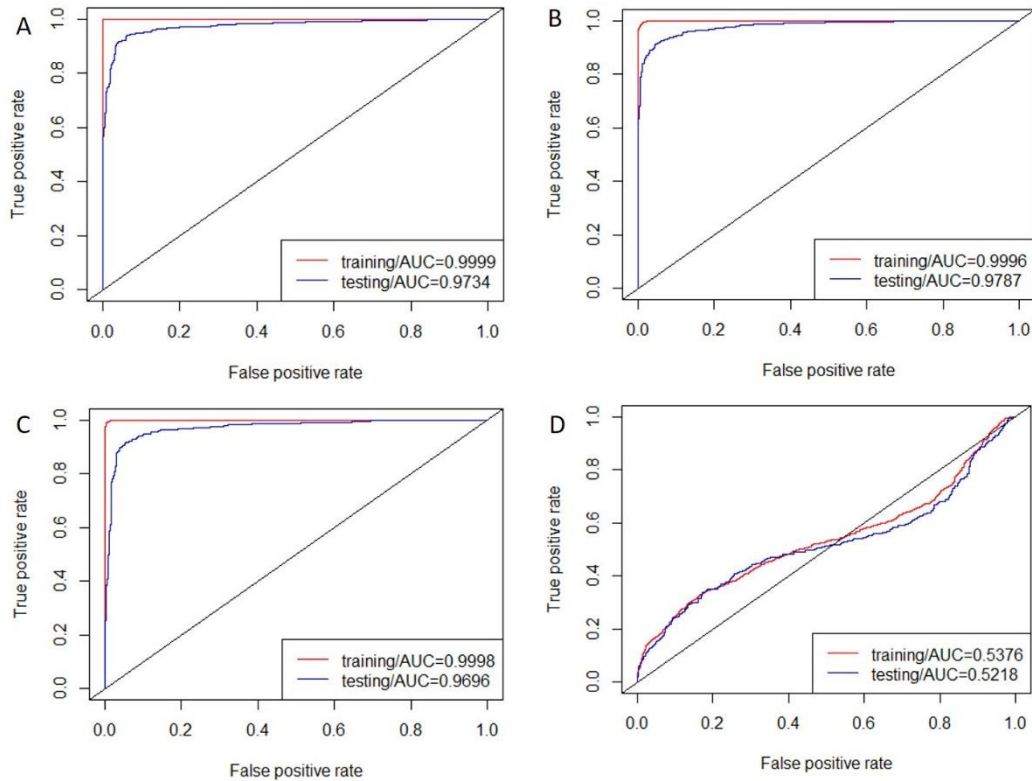 A
True positive rate
1.0
0.8
0.6
0.4
0.2
0.0
training/AUC=0.9999
testing/AUC=0.9734
0.0 0.2 0.4 0.6 0.8 1.0
False positive rate
B
True positive rate
1.0
0.8
0.6
0.4
0.2
0.0
training/AUC=0.9996
testing/AUC=0.9787
0.0 0.2 0.4 0.6 0.8 1.0
False positive rate
C
True positive rate
1.0
0.8
0.6
0.4
0.2
0.0
training/AUC=0.9998
testing/AUC=0.9696
0.0 0.2 0.4 0.6 0.8 1.0
False positive rate
D
True positive rate
1.0
0.8
0.6
0.4
0.2
0.0
training/AUC=0.5376
testing/AUC=0.5218
0.0 0.2 0.4 0.6 0.8 1.0
False positive rate